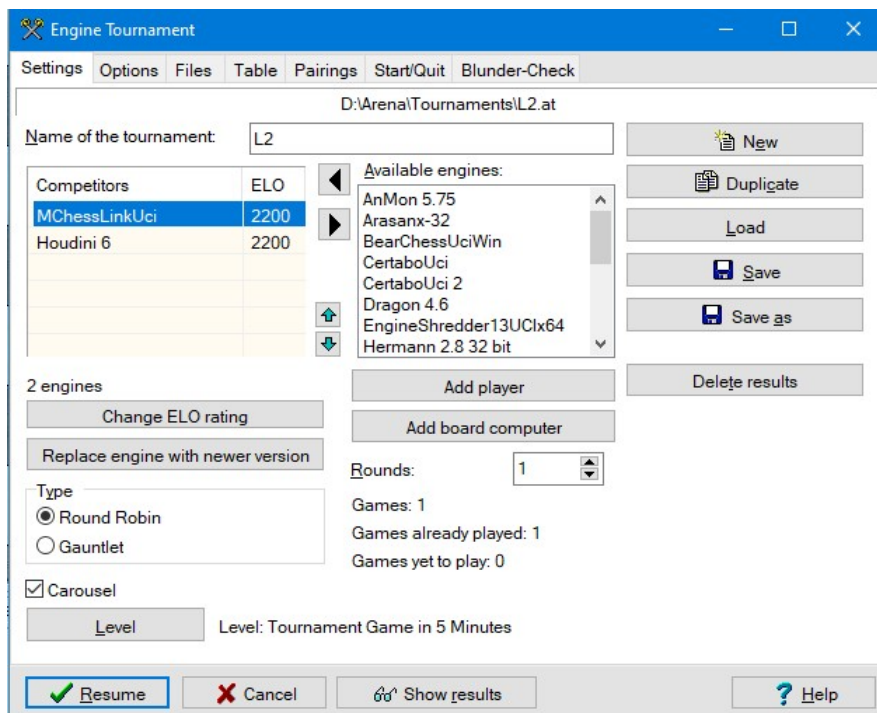 Engine Tournament
Settings Options Files Table Pairings Start/Quit Blunder-Check
D:\Arena\Tournaments\L2.at
Name of the tournament: L2
New
Duplicate
Load
Save
Save as
Delete results
Competitors ELO
MChessLinkUci 2200
Houdini 6 2200
Available engines:
AnMon 5.75
Arasanx-32
BearChessUciWin
CertaboUci
CertaboUci 2
Dragon 4.6
EngineShredder13UCIx64
Hermann 2.8 32 bit
2 engines
Change ELO rating
Replace engine with newer version
Add player
Add board computer
Rounds: 1
Type
Round Robin
Gauntlet
Games: 1
Games already played: 1
Games yet to play: 0
Carousel
Level Level: Tournament Game in 5 Minutes
Resume Cancel Show results Help